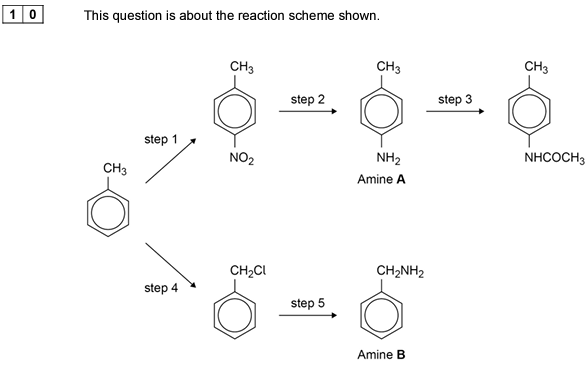 1 0 This question is about the reaction scheme shown.
CH3 CH3 CH3
step 2 step 3
step 1
NO2 NH2 NHCOCH3
CH3
Amine A
CH2Cl CH2NH2
step 4
step 5
Amine B